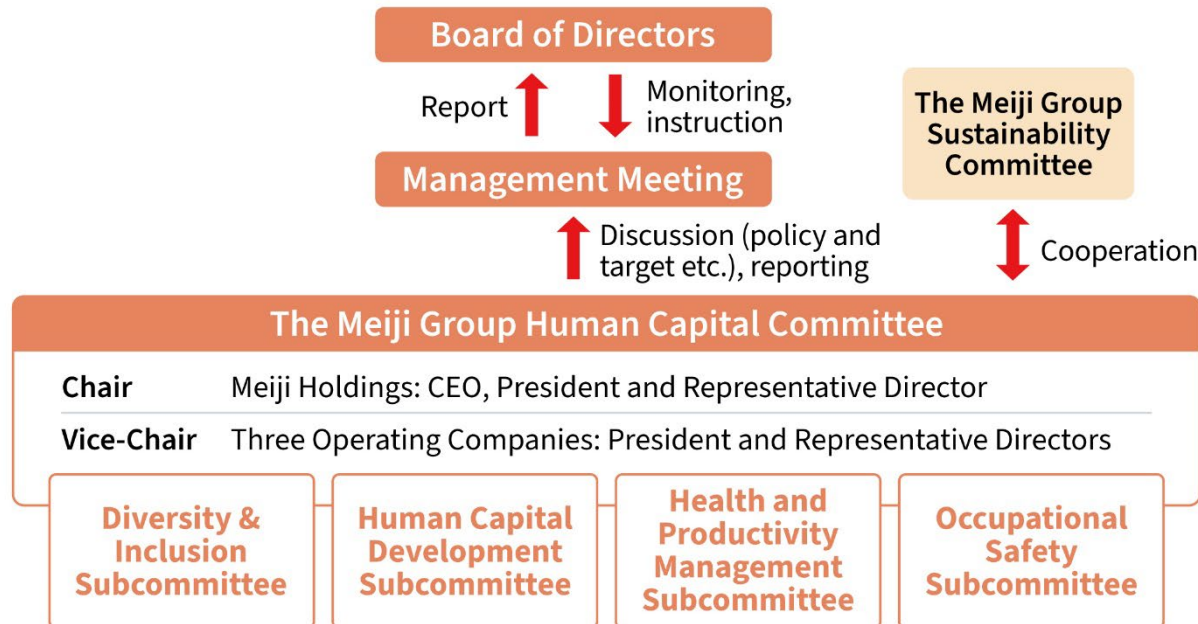 Board of Directors
Report
Monitoring,
instruction
The Meiji Group
Sustainability
Committee
Management Meeting
Discussion (policy and
target etc.), reporting
Cooperation
The Meiji Group Human Capital Committee
Chair Meiji Holdings: CEO, President and Representative Director
Vice-Chair Three Operating Companies: President and Representative Directors
Diversity &
Inclusion
Subcommittee
Human Capital
Development
Subcommittee
Health and
Productivity
Management
Subcommittee
Occupational
Safety
Subcommittee